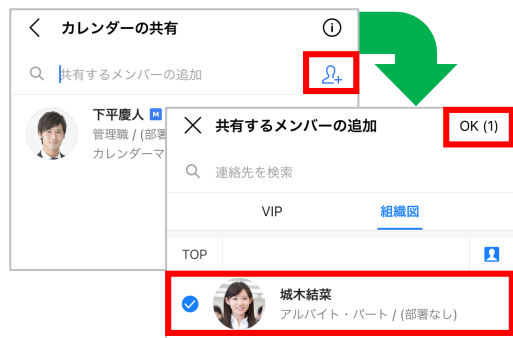 カレンダーの共有
共有するメンバーの追加
下平慶人 M
管理職 / (部署
カレンダーマ
共有するメンバーの追加
OK (1)
連絡先を検索
VIP
組織図
TOP
城木結菜
アルバイト・パート / (部署なし)